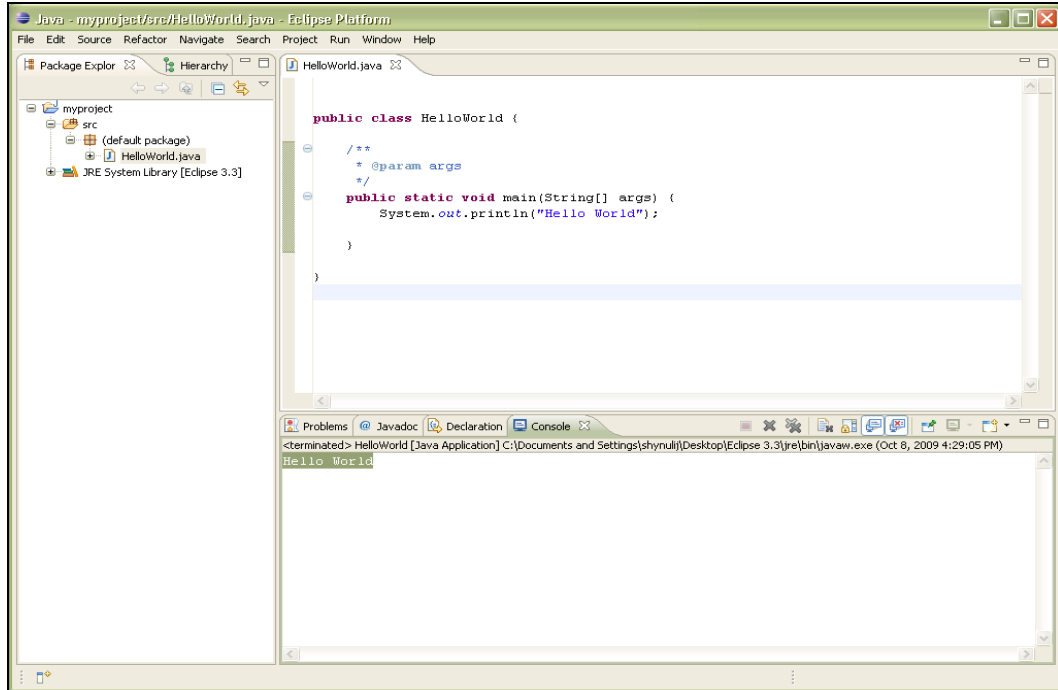 Java - myproject/src/HelloWorld.java - Eclipse Platform
File Edit Source Refactor Navigate Search Project Run Window Help
Package Explor Hierarchy
myproject
src
(default package)
HelloWorld.java
JRE System Library [Eclipse 3.3]
HelloWorld.java
public class HelloWorld {
/**
* @param args
*/
public static void main(String[] args) {
System.out.println("Hello World");
}
}
Problems @ Javadoc Declaration Console
<terminated> HelloWorld [Java Application] C:\Documents and Settings\shynulij\Desktop\Eclipse 3.3\jre\bin\javaw.exe (Oct 8, 2009 4:29:05 PM)
Hello World